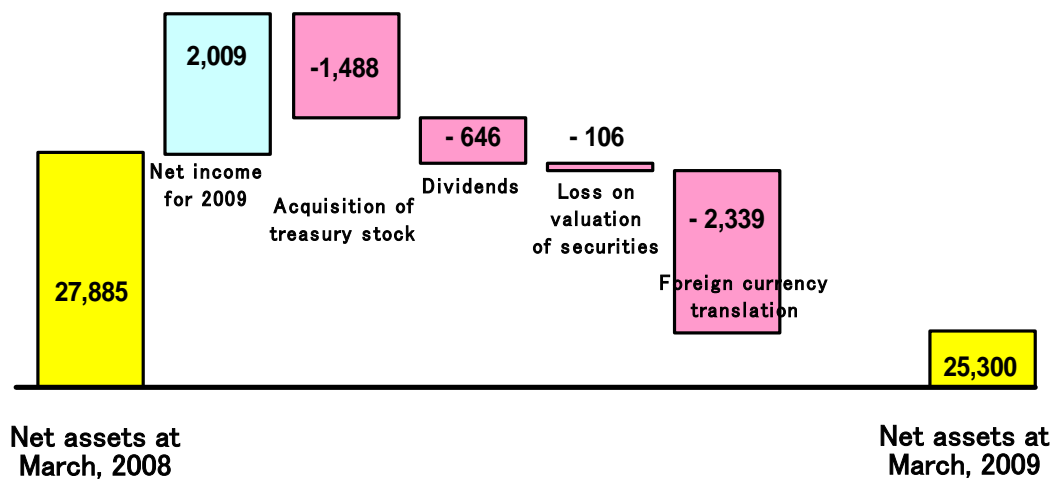 2,009
-1,488
- 646
- 106
- 2,339
27,885
25,300
Net income
for 2009
Acquisition of
treasury stock
Dividends
Loss on
valuation
of securities
Foreign currency
translation
Net assets at
March, 2008
Net assets at
March, 2009